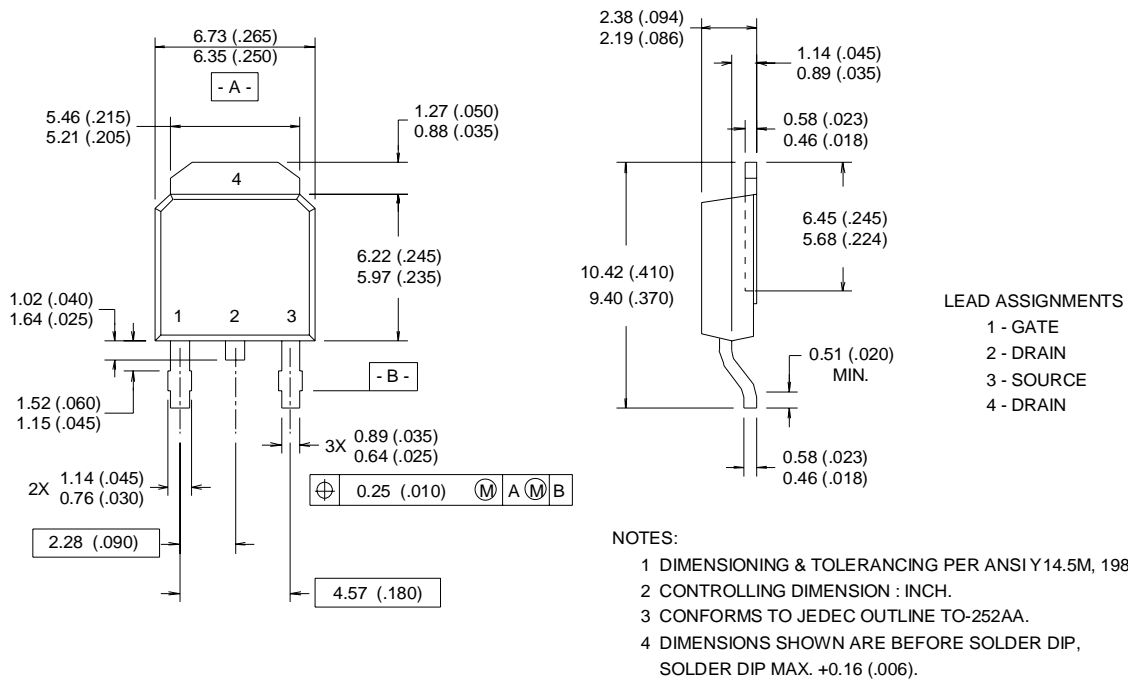 6.73 (.265)
6.35 (.250)
- A -
5.46 (.215)
5.21 (.205)
1.27 (.050)
0.88 (.035)
4
6.22 (.245)
5.97 (.235)
1.02 (.040)
1.64 (.025)
1 2 3
1.52 (.060)
1.15 (.045)
- B -
3X 0.89 (.035)
0.64 (.025)
2X 1.14 (.045)
0.76 (.030)
⌖ 0.25 (.010) Ⓜ A Ⓜ B
2.28 (.090)
4.57 (.180)
2.38 (.094)
2.19 (.086)
1.14 (.045)
0.89 (.035)
0.58 (.023)
0.46 (.018)
6.45 (.245)
5.68 (.224)
10.42 (.410)
9.40 (.370)
0.51 (.020)
MIN.
0.58 (.023)
0.46 (.018)
LEAD ASSIGNMENTS
1 - GATE
2 - DRAIN
3 - SOURCE
4 - DRAIN
NOTES:
1 DIMENSIONING & TOLERANCING PER ANSI Y14.5M, 198
2 CONTROLLING DIMENSION : INCH.
3 CONFORMS TO JEDEC OUTLINE TO-252AA.
4 DIMENSIONS SHOWN ARE BEFORE SOLDER DIP,
SOLDER DIP MAX. +0.16 (.006).